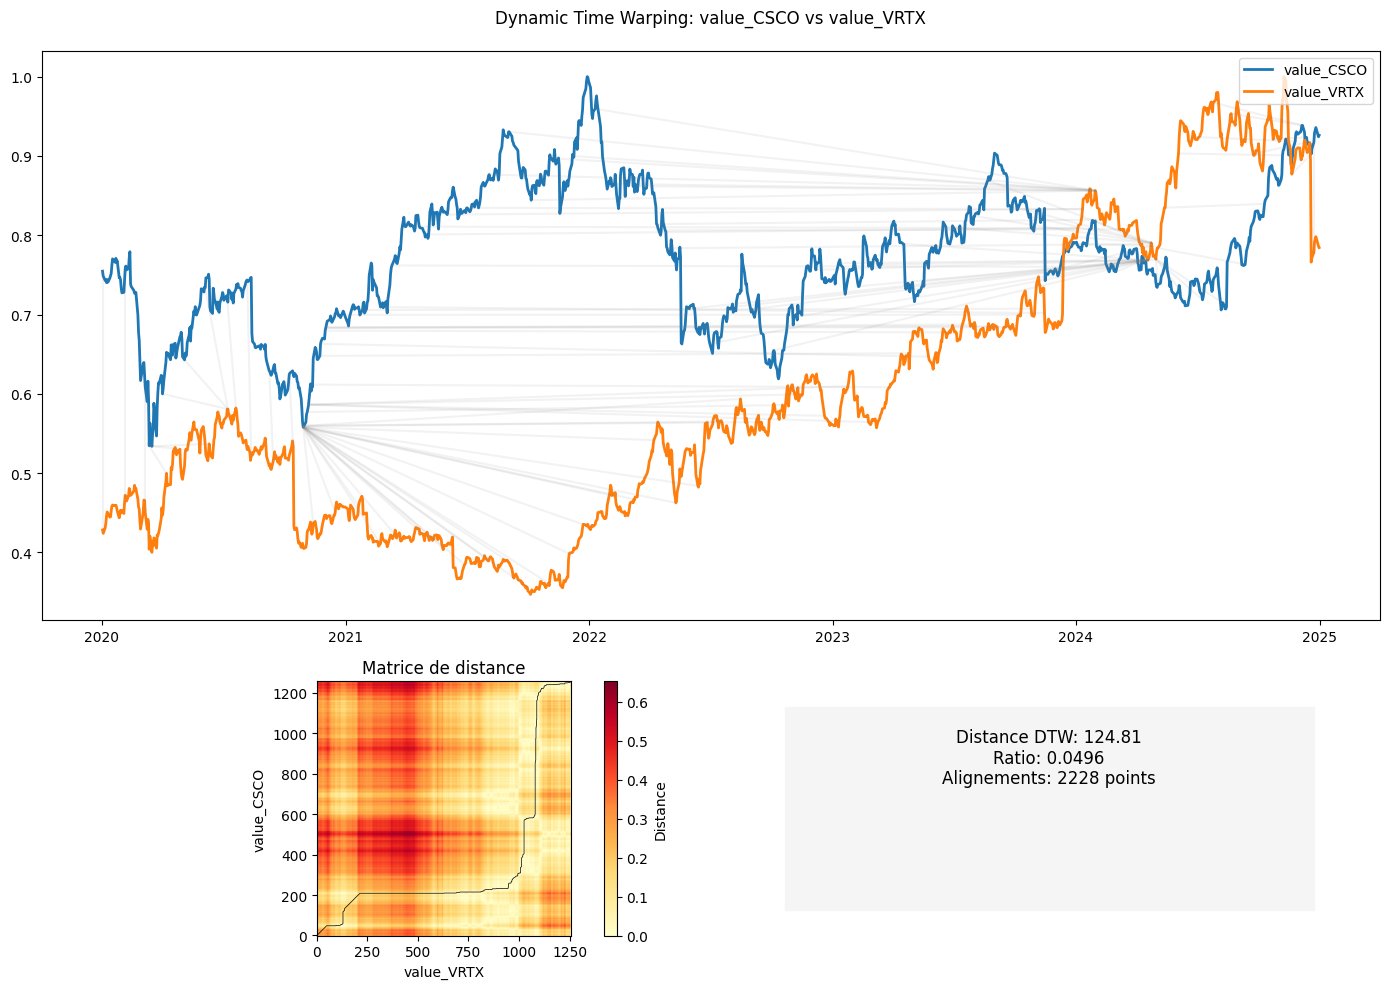 Dynamic Time Warping: value_CSCO vs value_VRTX
1.0
0.9
0.8
0.7
0.6
0.5
0.4
value_CSCO
value_VRTX
2020 2021 2022 2023 2024 2025
Matrice de distance
1200
1000
800
600
400
200
0
value_CSCO
0 250 500 750 1000 1250
value_VRTX
0.6
0.5
0.4
0.3
0.2
0.1
0.0
Distance
Distance DTW: 124.81
Ratio: 0.0496
Alignements: 2228 points